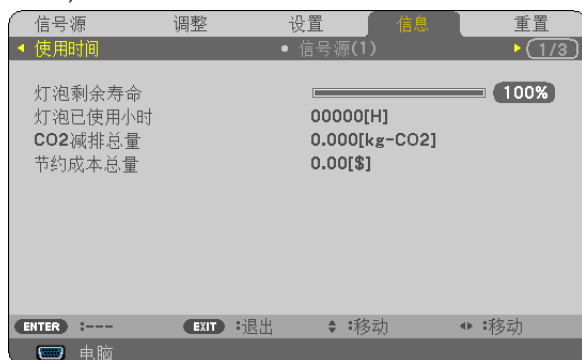 信号源 调整 设置 信息 重置
使用时间 信号源(1) (1/3)
灯泡剩余寿命 100%
灯泡已使用小时 00000[H]
CO2减排总量 0.000[kg-CO2]
节约成本总量 0.00[$]
ENTER :--- EXIT :退出 :移动 :移动
电脑